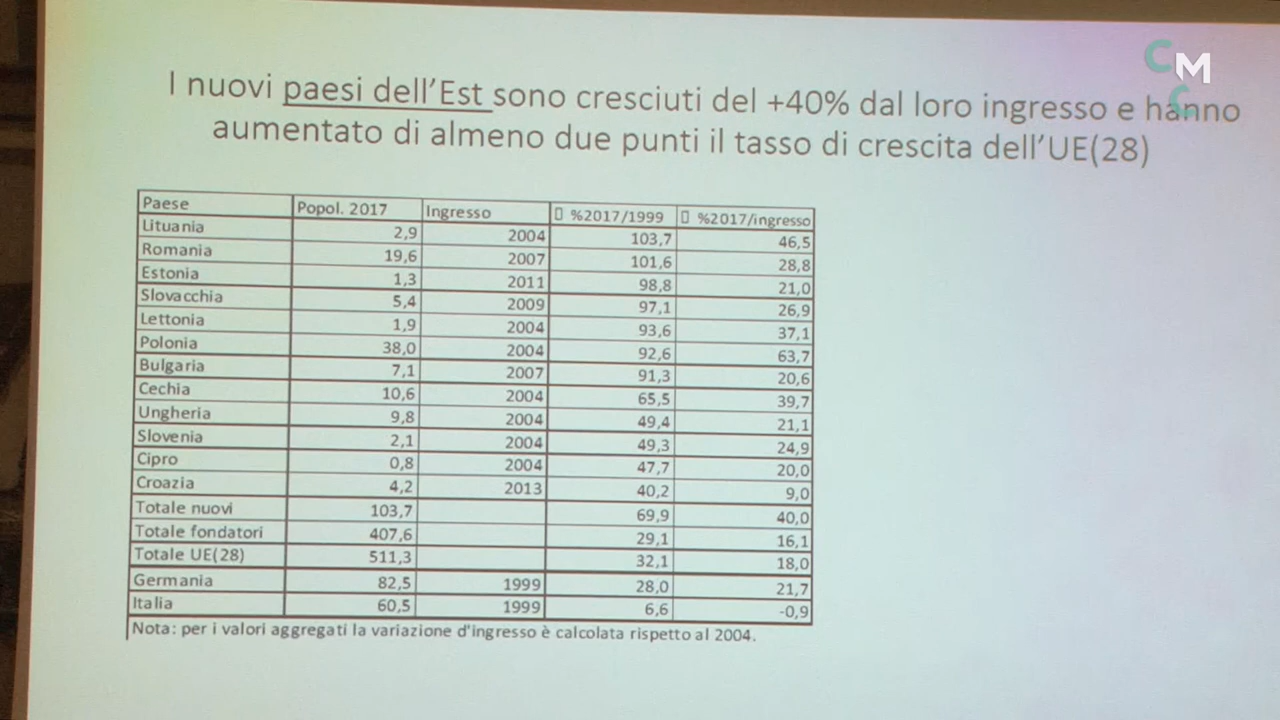 CMC
I nuovi paesi dell'Est sono cresciuti del +40% dal loro ingresso e hanno
aumentato di almeno due punti il tasso di crescita dell'UE(28)
Paese Popol. 2017 Ingresso %2017/1999 %2017/ingresso
Lituania 2,9 2004 103,7 46,5
Romania 19,6 2007 101,6 28,8
Estonia 1,3 2011 98,8 21,0
Slovacchia 5,4 2009 97,1 26,9
Lettonia 1,9 2004 93,6 37,1
Polonia 38,0 2004 92,6 63,7
Bulgaria 7,1 2007 91,3 20,6
Cechia 10,6 2004 65,5 39,7
Ungheria 9,8 2004 49,4 21,1
Slovenia 2,1 2004 49,3 24,9
Cipro 0,8 2004 47,7 20,0
Croazia 4,2 2013 40,2 9,0
Totale nuovi 103,7 69,9 40,0
Totale fondatori 407,6 29,1 16,1
Totale UE(28) 511,3 32,1 18,0
Germania 82,5 1999 28,0 21,7
Italia 60,5 1999 6,6 -0,9
Nota: per i valori aggregati la variazione d'ingresso è calcolata rispetto al 2004.